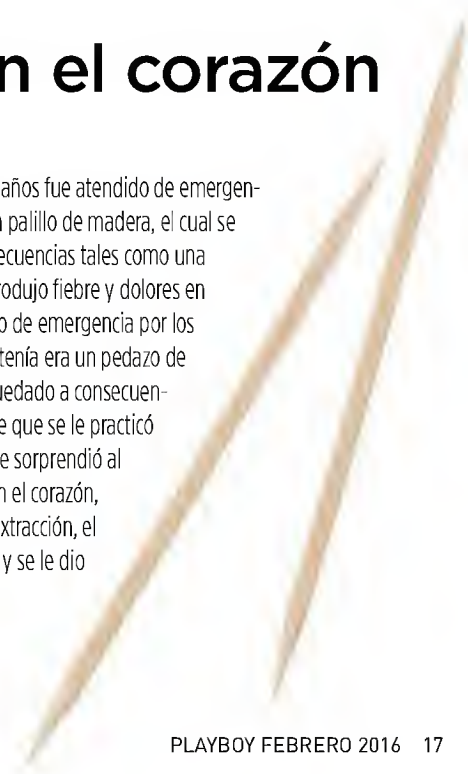 n el corazón
años fue atendido de emergen-
palillo de madera, el cual se
ecuencias tales como una
rodujo fiebre y dolores en
o de emergencia por los
tenía era un pedazo de
uedado a consecuen-
e que se le practicó
e sorprendió al
n el corazón,
xtracción, el
y se le dio
PLAYBOY FEBRERO 2016 17